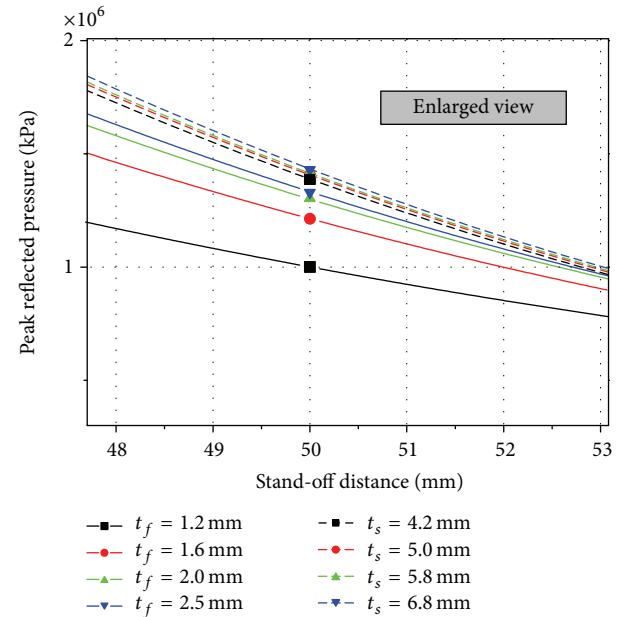 ×10⁶
2
1
Peak reflected pressure (kPa)
Enlarged view
48 49 50 51 52 53
Stand-off distance (mm)
t_f = 1.2 mm
t_f = 1.6 mm
t_f = 2.0 mm
t_f = 2.5 mm
t_s = 4.2 mm
t_s = 5.0 mm
t_s = 5.8 mm
t_s = 6.8 mm